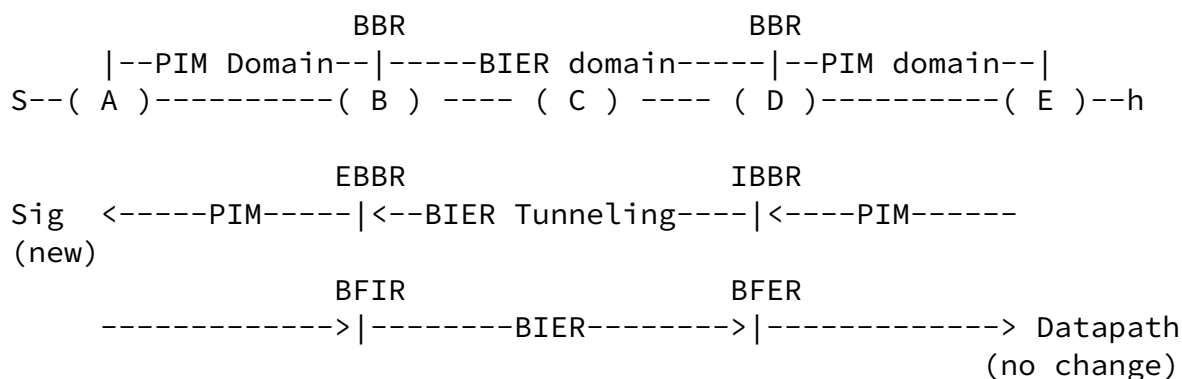 BBR                         BBR
       |--PIM Domain--|-----BIER domain-----|--PIM domain--|
S--( A )----------( B ) ---- ( C ) ---- ( D )----------( E )--h
                        EBBR                        IBBR
Sig  <-----PIM-----|<--BIER Tunneling----|<----PIM------
(new)
                        BFIR                        BFER
      ------------->|--------BIER-------->|-------------> Datapath
                                                                (no change)